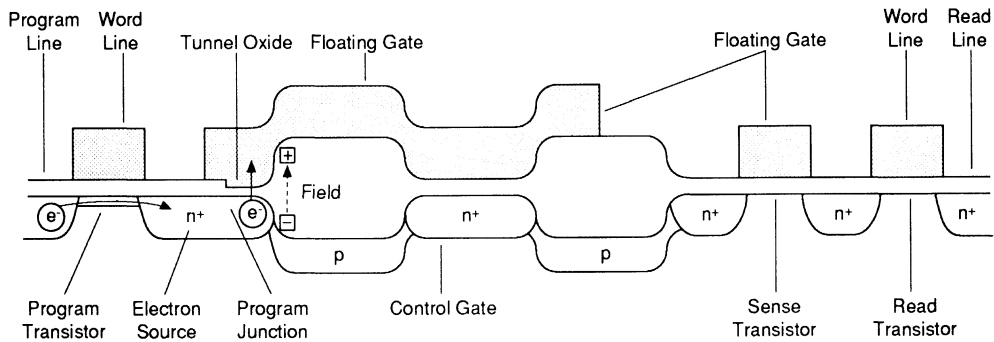 Program Line
Word Line
Tunnel Oxide
Floating Gate
Floating Gate
Word Line
Read Line
+
Field
−
e-
n+
e-
n+
n+
n+
n+
p
p
Program Transistor
Electron Source
Program Junction
Control Gate
Sense Transistor
Read Transistor